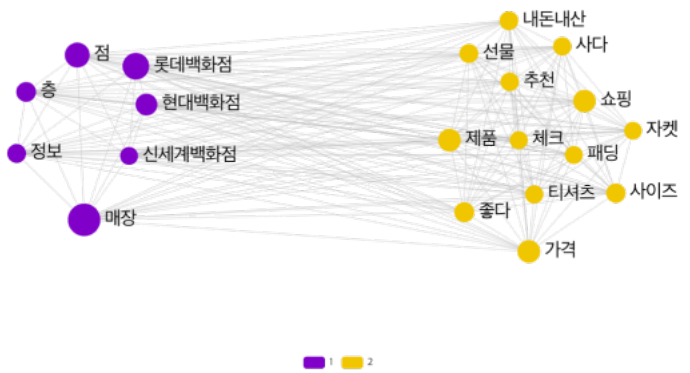 내돈내산
점
선물
사다
롯데백화점
추천
층
현대백화점
쇼핑
자켓
제품
체크
정보
신세계백화점
패딩
티셔츠
사이즈
좋다
매장
가격
1
2